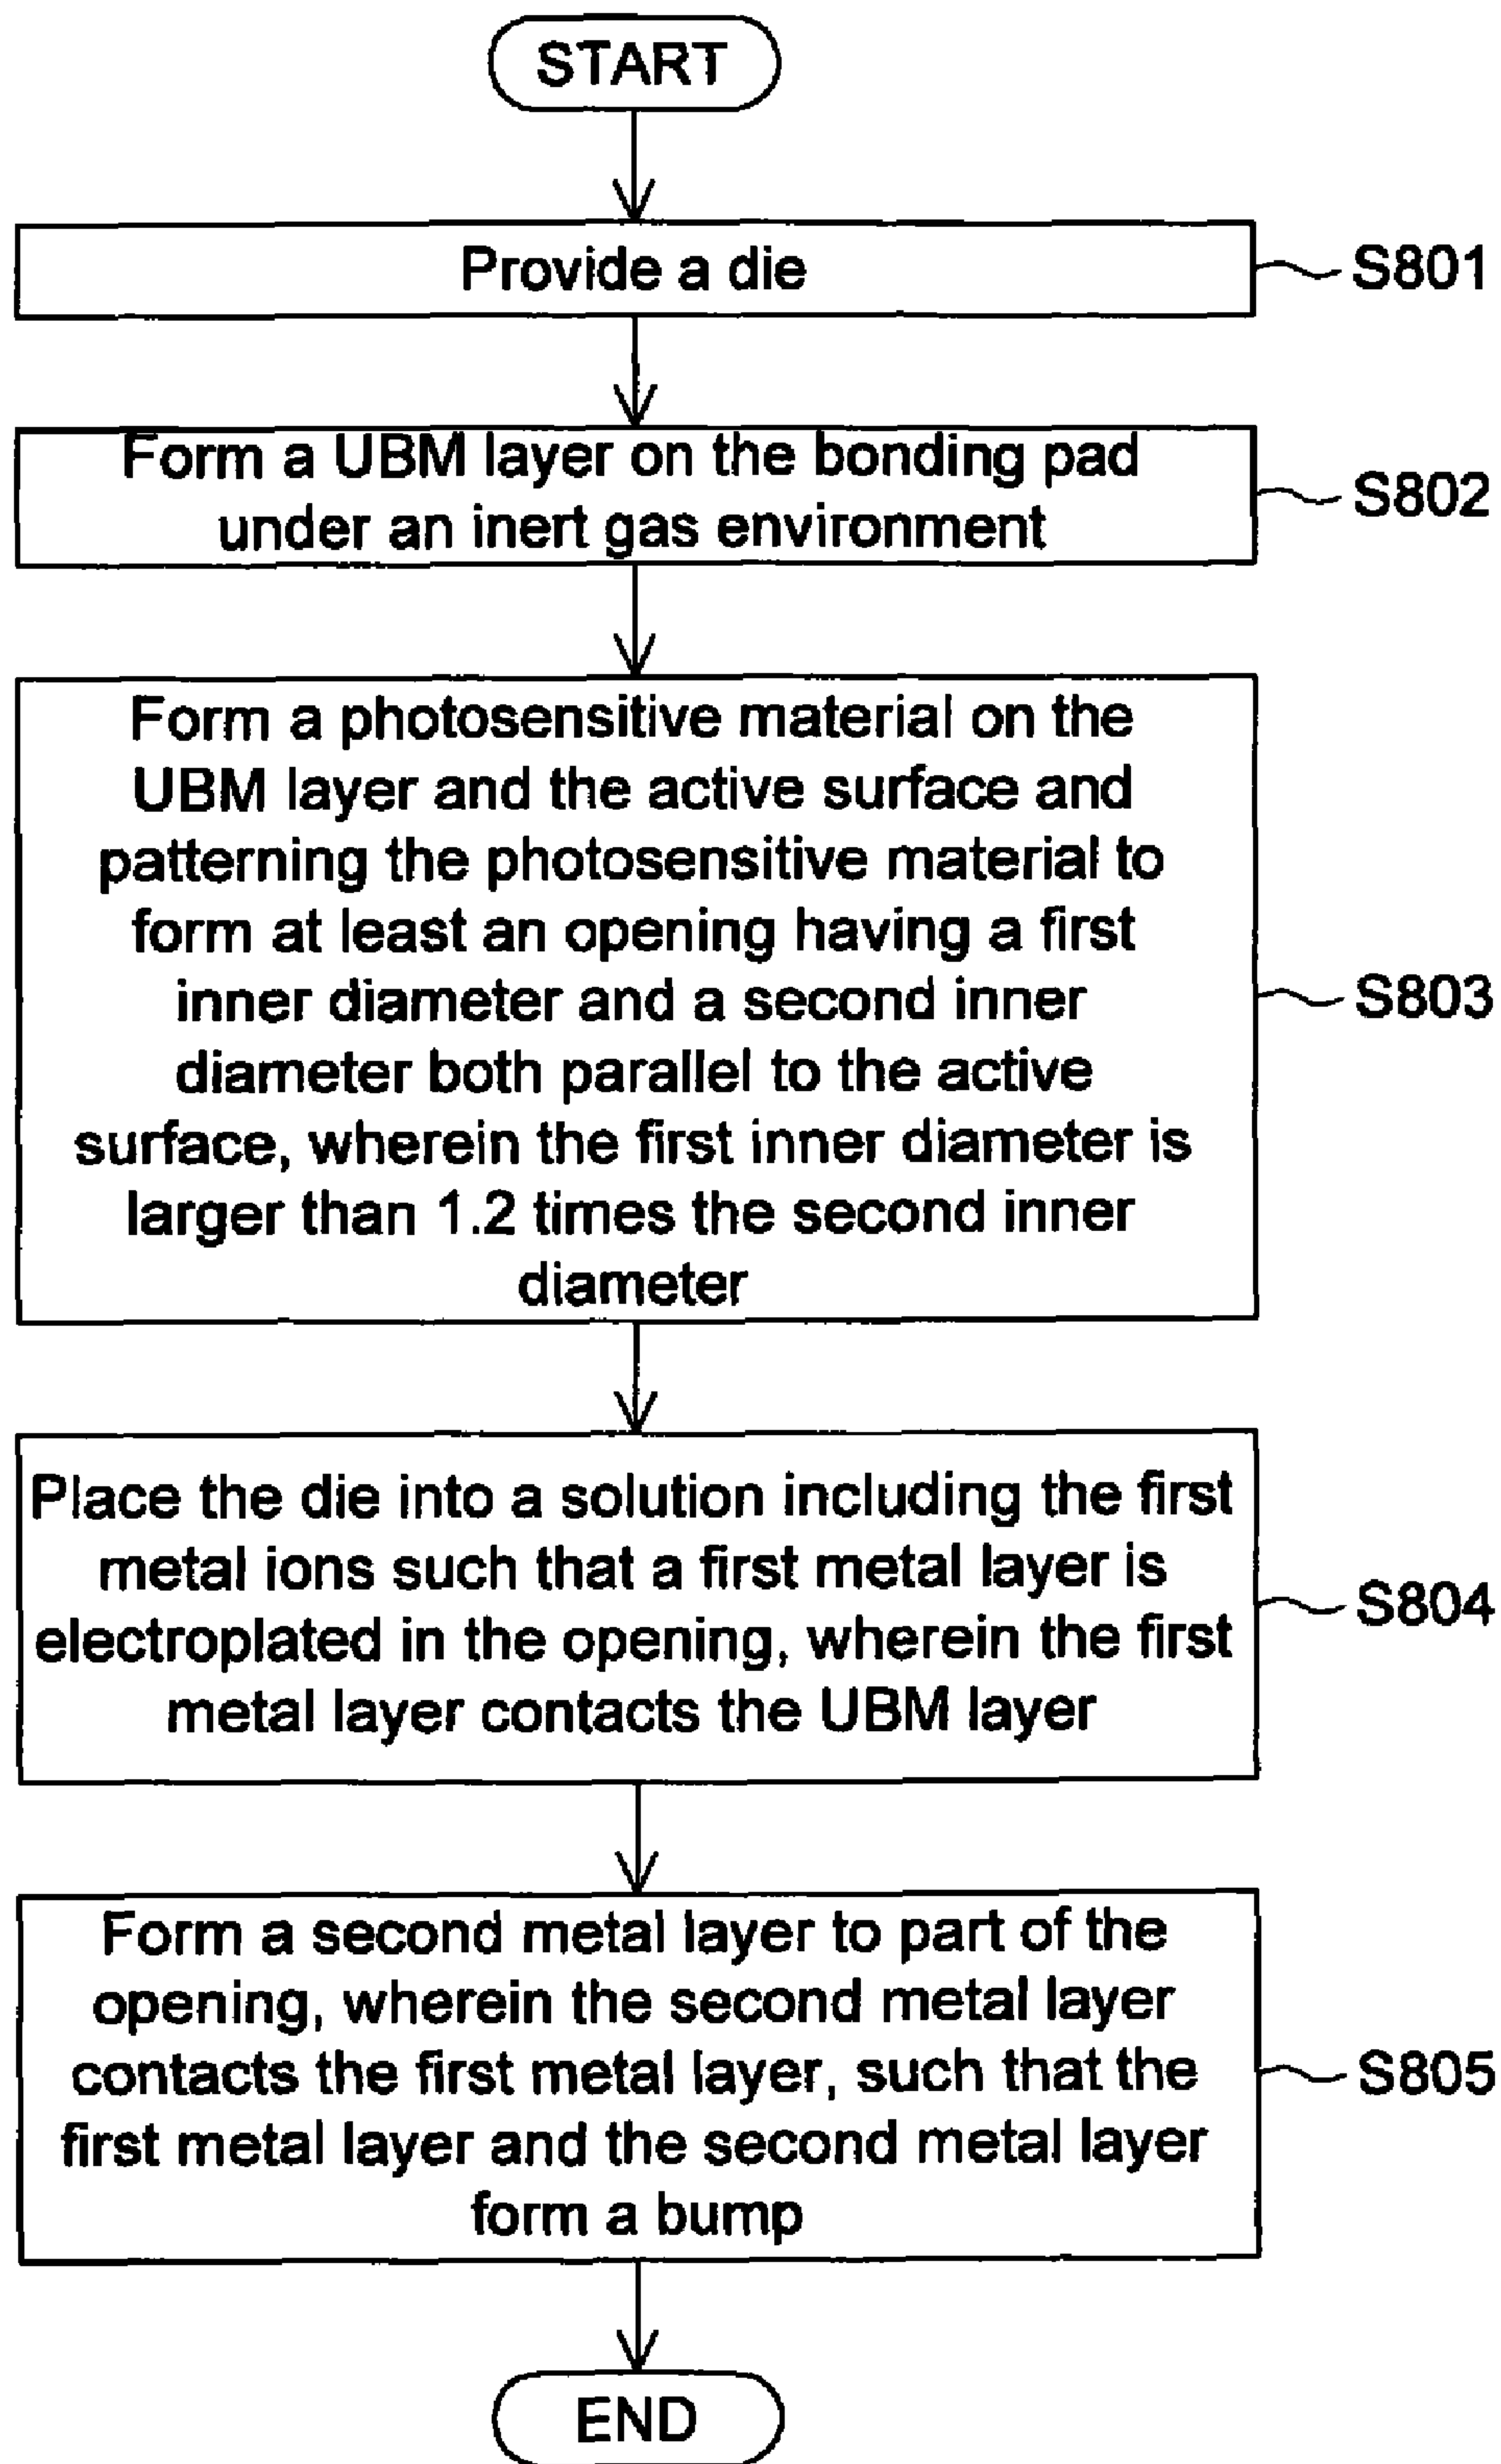 START
Provide a die
S801
Form a UBM layer on the bonding pad
under an inert gas environment
S802
Form a photosensitive material on the
UBM layer and the active surface and
patterning the photosensitive material to
form at least an opening having a first
inner diameter and a second inner
diameter both parallel to the active
surface, wherein the first inner diameter is
larger than 1.2 times the second inner
diameter
S803
Place the die into a solution including the first
metal ions such that a first metal layer is
electroplated in the opening, wherein the first
metal layer contacts the UBM layer
S804
Form a second metal layer to part of the
opening, wherein the second metal layer
contacts the first metal layer, such that the
first metal layer and the second metal layer
form a bump
S805
END